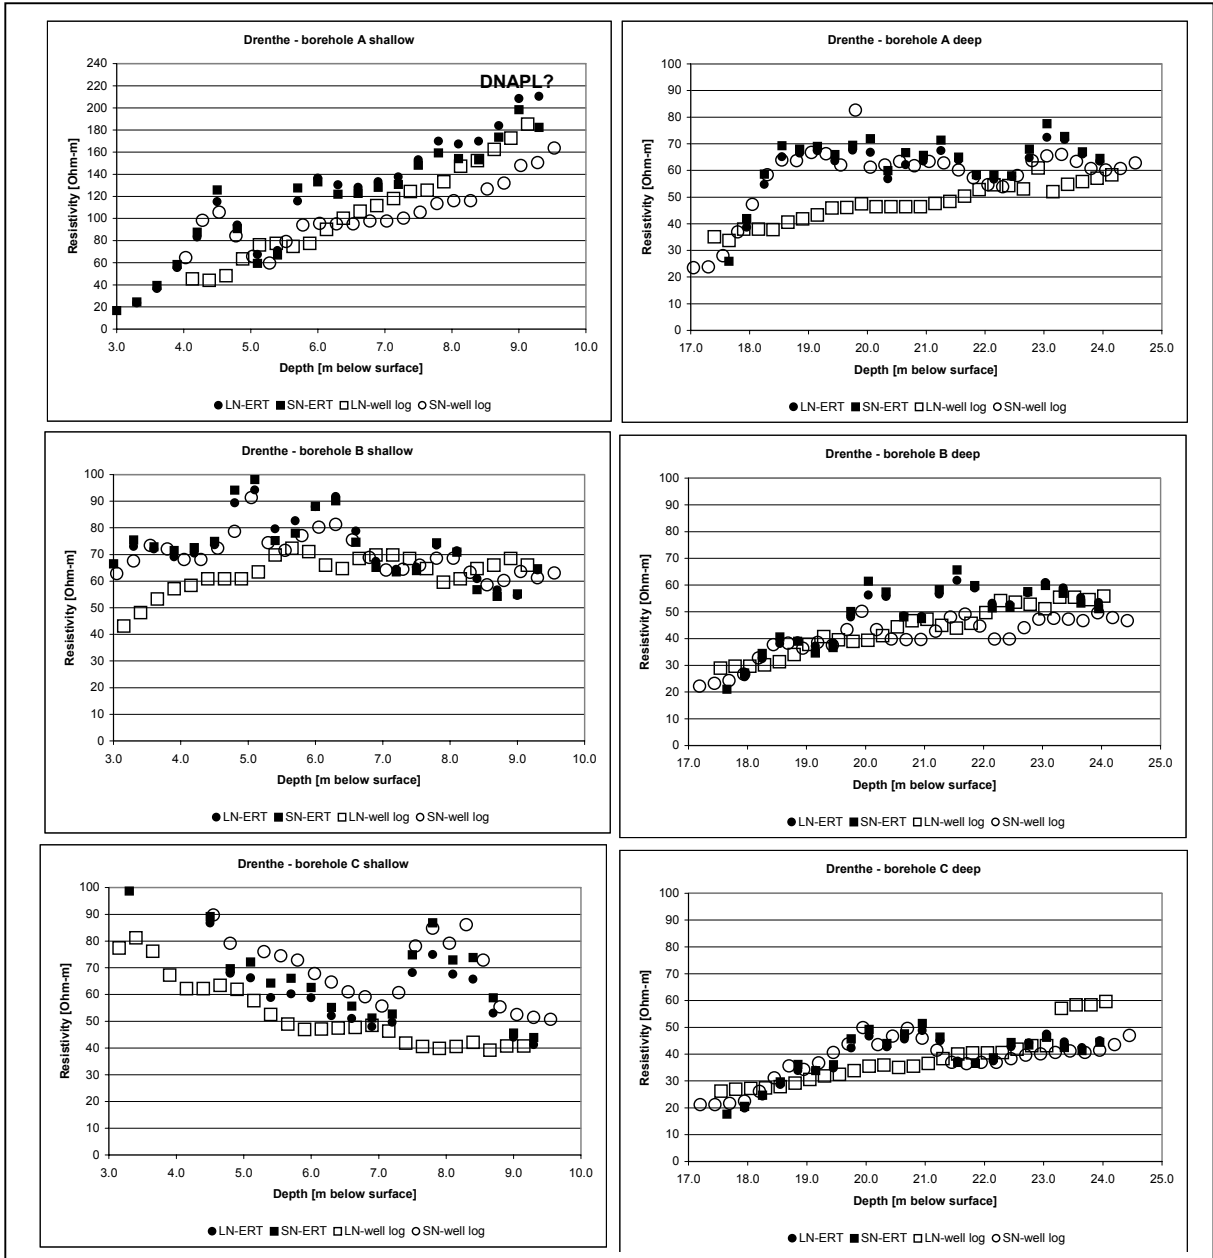 Drenthe - borehole A shallow
Resistivity [Ohm-m]
240
220
200
180
160
140
120
100
80
60
40
20
0
DNAPL?
3.0 4.0 5.0 6.0 7.0 8.0 9.0 10.0
Depth [m below surface]
LN-ERT SN-ERT LN-well log SN-well log
Drenthe - borehole A deep
Resistivity [Ohm-m]
100
90
80
70
60
50
40
30
20
10
0
17.0 18.0 19.0 20.0 21.0 22.0 23.0 24.0 25.0
Depth [m below surface]
LN-ERT SN-ERT LN-well log SN-well log
Drenthe - borehole B shallow
Resistivity [Ohm-m]
100
90
80
70
60
50
40
30
20
10
0
3.0 4.0 5.0 6.0 7.0 8.0 9.0 10.0
Depth [m below surface]
LN-ERT SN-ERT LN-well log SN-well log
Drenthe - borehole B deep
Resistivity [Ohm-m]
100
90
80
70
60
50
40
30
20
10
0
17.0 18.0 19.0 20.0 21.0 22.0 23.0 24.0 25.0
Depth [m below surface]
LN-ERT SN-ERT LN-well log SN-well log
Drenthe - borehole C shallow
Resistivity [Ohm-m]
100
90
80
70
60
50
40
30
20
10
0
3.0 4.0 5.0 6.0 7.0 8.0 9.0 10.0
Depth [m below surface]
LN-ERT SN-ERT LN-well log SN-well log
Drenthe - borehole C deep
Resistivity [Ohm-m]
100
90
80
70
60
50
40
30
20
10
0
17.0 18.0 19.0 20.0 21.0 22.0 23.0 24.0 25.0
Depth [m below surface]
LN-ERT SN-ERT LN-well log SN-well log